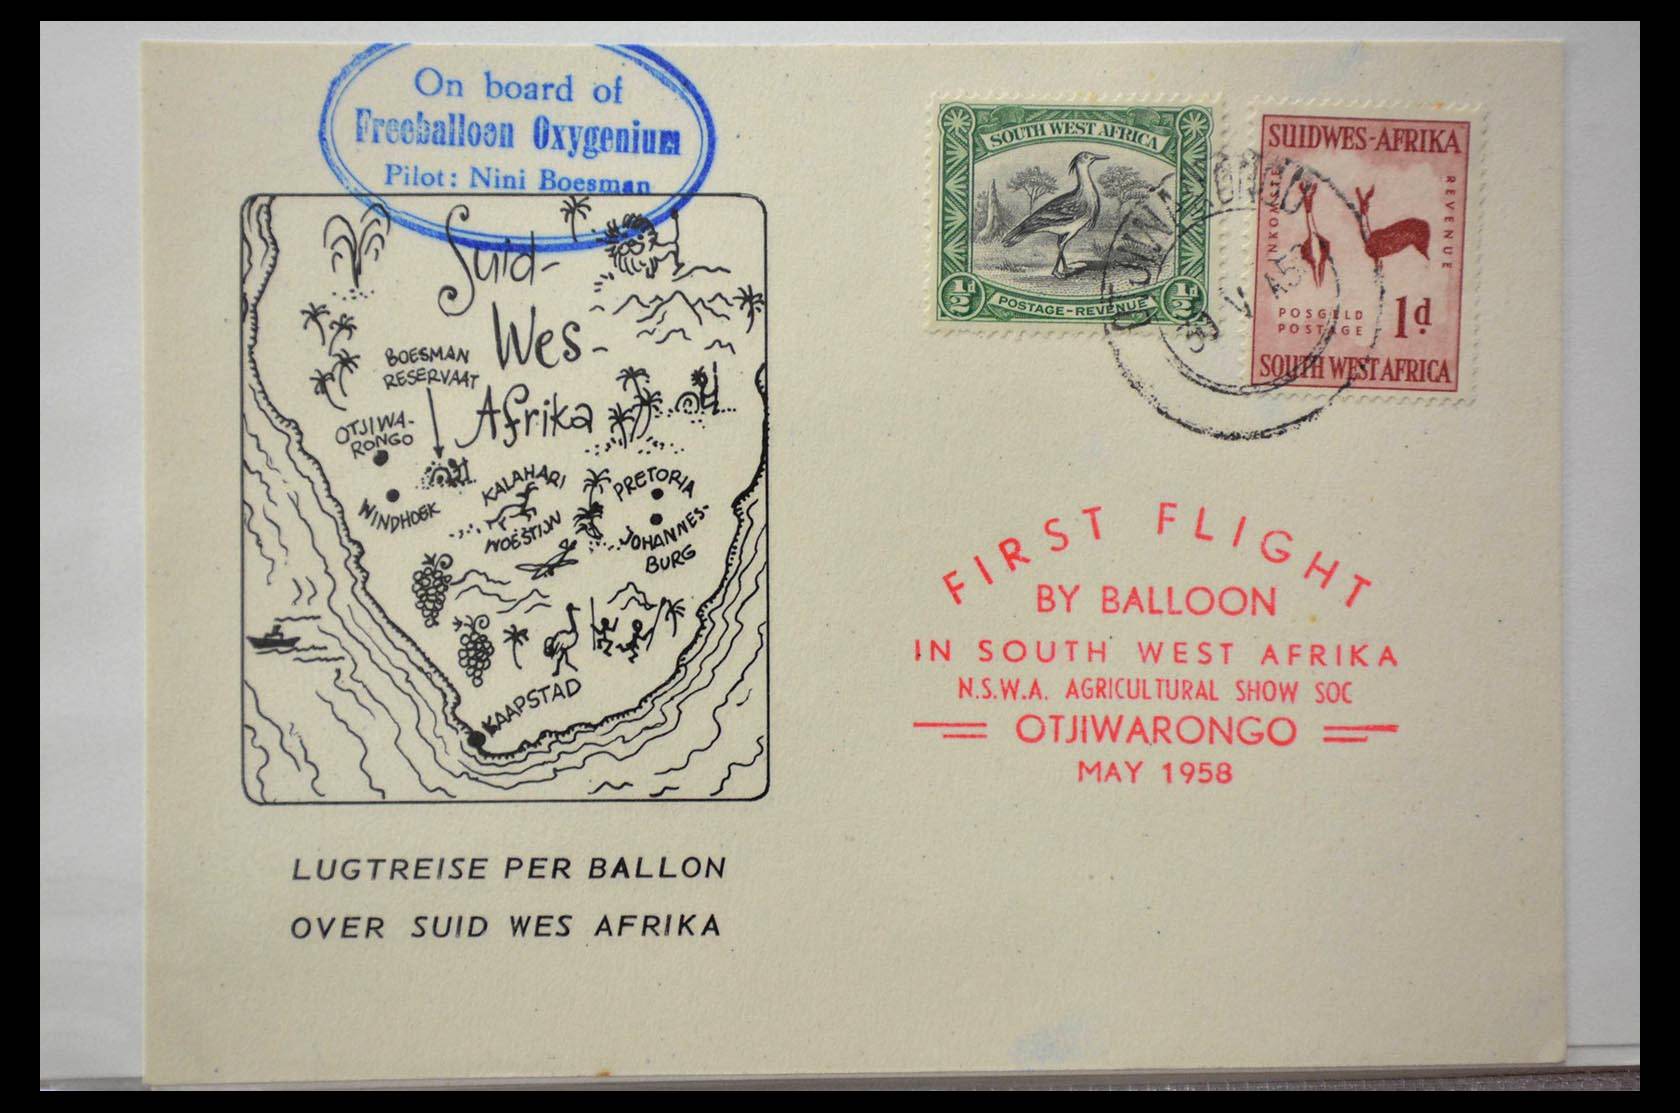 On board of
Freeballoon Oxygenium
Pilot: Nini Boesman
Suid-
Wes-
Afrika
BOESMAN
RESERVAAT
OTJIWA-
RONGO
WINDHOEK
KALAHARI
WOESTIJN
PRETORIA
JOHANNES-
BURG
KAAPSTAD
LUGTREISE PER BALLON
OVER SUID WES AFRIKA
SOUTH WEST AFRICA
½d ½d
POSTAGE-REVENUE
SUIDWES-AFRIKA
INKOMSTE
REVENUE
POSGELD
POSTAGE
1d
SOUTH WEST AFRICA
FIRST FLIGHT
BY BALLOON
IN SOUTH WEST AFRIKA
N.S.W.A. AGRICULTURAL SHOW SOC
OTJIWARONGO
MAY 1958